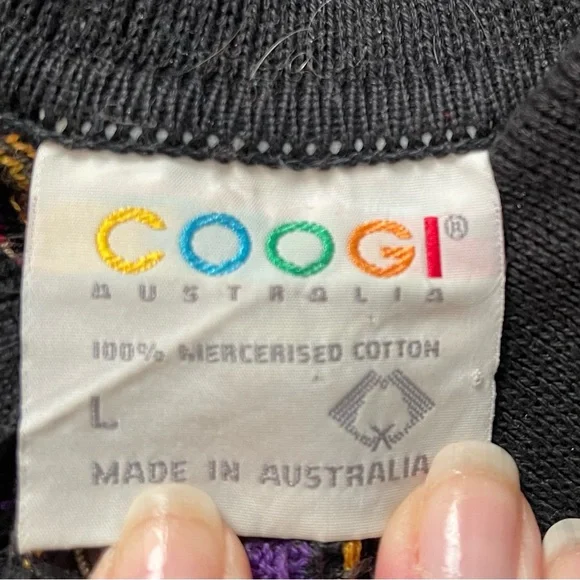 COOGI®
AUSTRALIA
100% MERCERISED COTTON
L
MADE IN AUSTRALIA